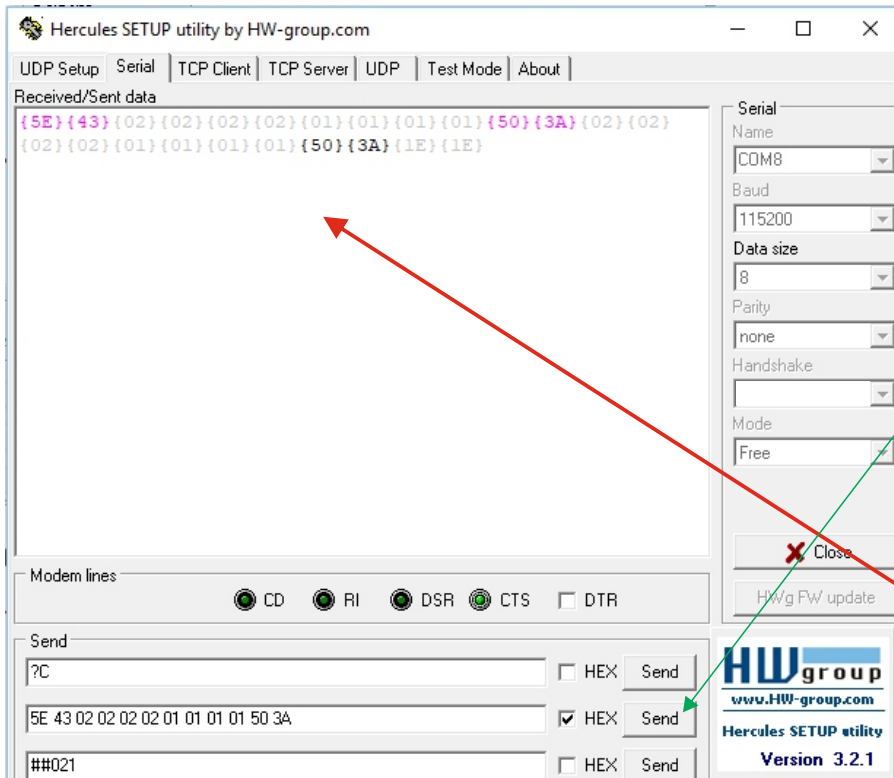 Hercules SETUP utility by HW-group.com
UDP Setup Serial TCP Client TCP Server UDP Test Mode About
Received/Sent data
{5E}{43}{02}{02}{02}{02}{01}{01}{01}{01}{50}{3A}{02}{02}
{02}{02}{01}{01}{01}{01}{50}{3A}{1E}{1E}
Serial
Name
COM8
Baud
115200
Data size
8
Parity
none
Handshake
Mode
Free
Close
HWg FW update
Modem lines
CD RI DSR CTS DTR
Send
?C HEX Send
5E 43 02 02 02 02 01 01 01 01 50 3A HEX Send
##021 HEX Send
HW group
www.HW-group.com
Hercules SETUP utility
Version 3.2.1